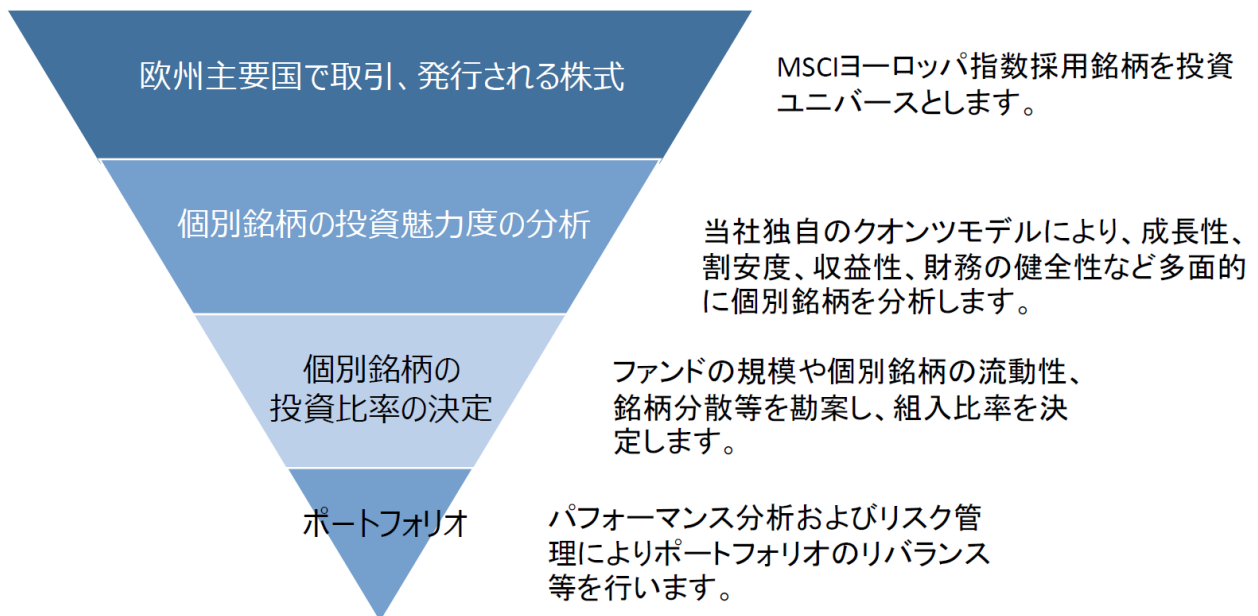 欧州主要国で取引、発行される株式
MSCIヨーロッパ指数採用銘柄を投資
ユニバースとします。
個別銘柄の投資魅力度の分析
当社独自のクオンツモデルにより、成長性、
割安度、収益性、財務の健全性など多面的
に個別銘柄を分析します。
個別銘柄の
投資比率の決定
ファンドの規模や個別銘柄の流動性、
銘柄分散等を勘案し、組入比率を決
定します。
ポートフォリオ
パフォーマンス分析およびリスク管
理によりポートフォリオのリバランス
等を行います。